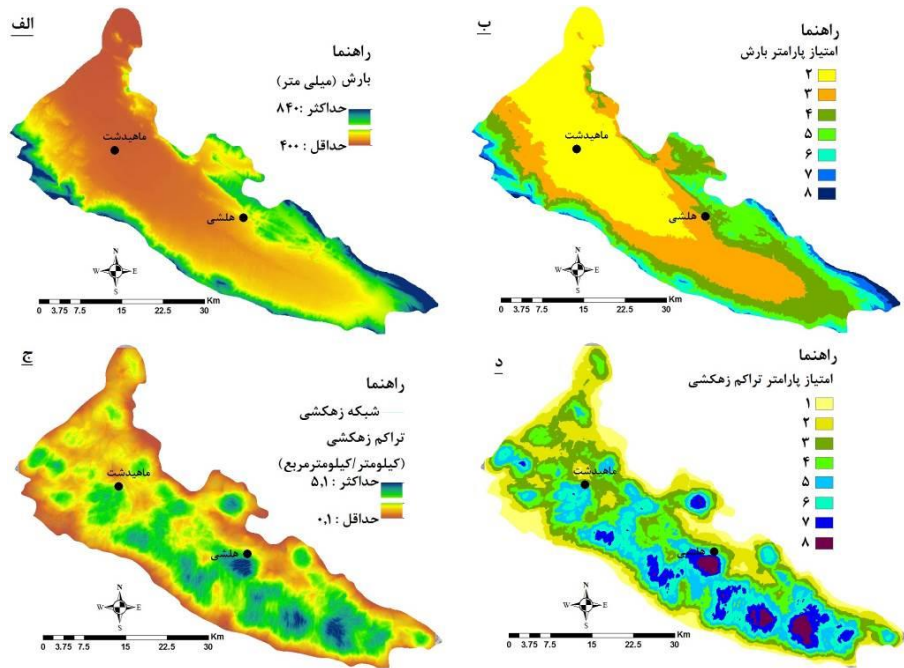 الف
راهنما
بارش (میلی متر)
حداکثر : ۸۴۰
حداقل : ۴۰۰
ماهیدشت
هلشی
N
W E
S
Km
0 3.75 7.5 15 22.5 30
ب
راهنما
امتیاز پارامتر بارش
۲
۳
۴
۵
۶
۷
۸
ماهیدشت
هلشی
N
W E
S
Km
0 3.75 7.5 15 22.5 30
ج
راهنما
شبکه زهکشی
تراکم زهکشی
(کیلومتر/کیلومترمربع)
حداکثر : ۵,۱
حداقل : ۰,۱
ماهیدشت
هلشی
N
W E
S
Km
0 3.75 7.5 15 22.5 30
د
راهنما
امتیاز پارامتر تراکم زهکشی
۱
۲
۳
۴
۵
۶
۷
۸
ماهیدشت
هلشی
N
W E
S
Km
0 3.75 7.5 15 22.5 30